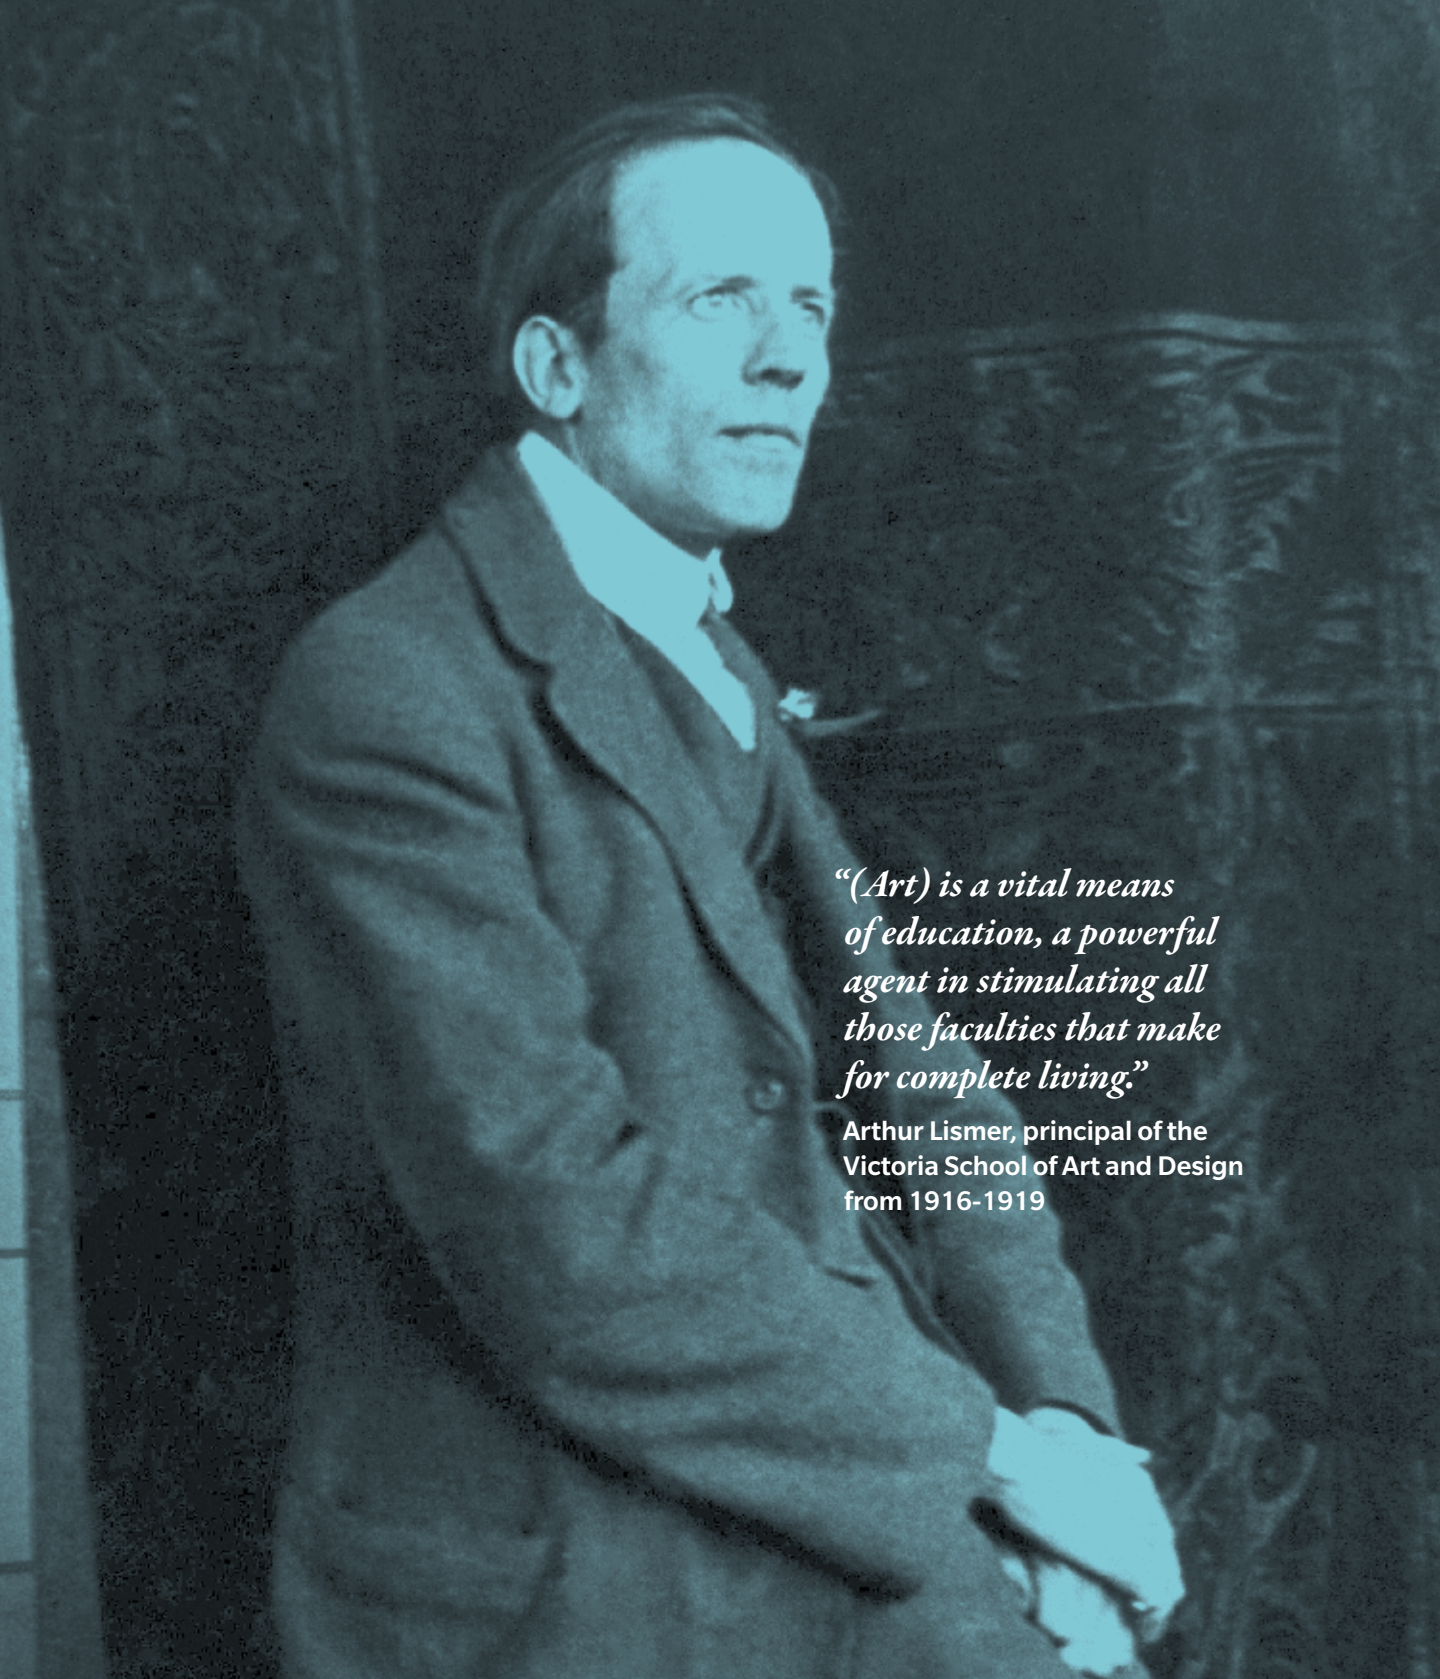 “(Art) is a vital means
of education, a powerful
agent in stimulating all
those faculties that make
for complete living.”
Arthur Lismer, principal of the
Victoria School of Art and Design
from 1916-1919